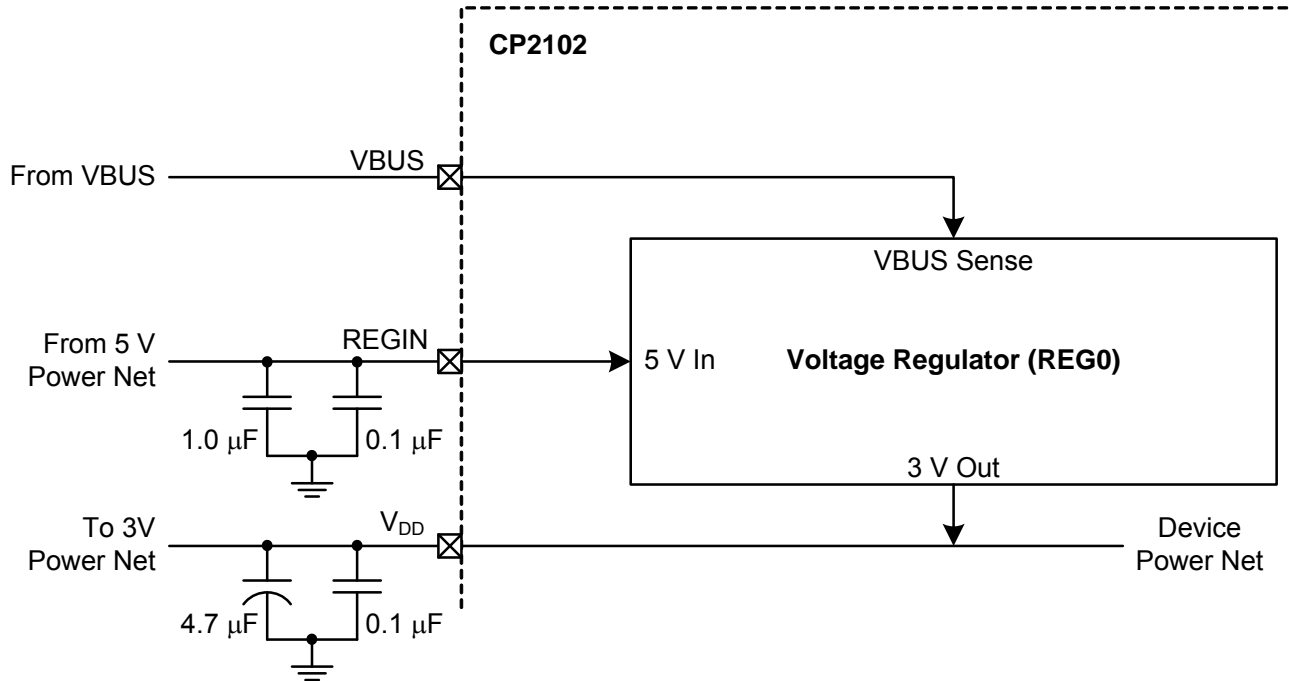 CP2102
VBUS
From VBUS
VBUS Sense
From 5 V
Power Net
REGIN
5 V In
Voltage Regulator (REG0)
1.0 μF
0.1 μF
3 V Out
To 3V
Power Net
VDD
Device
Power Net
4.7 μF
0.1 μF